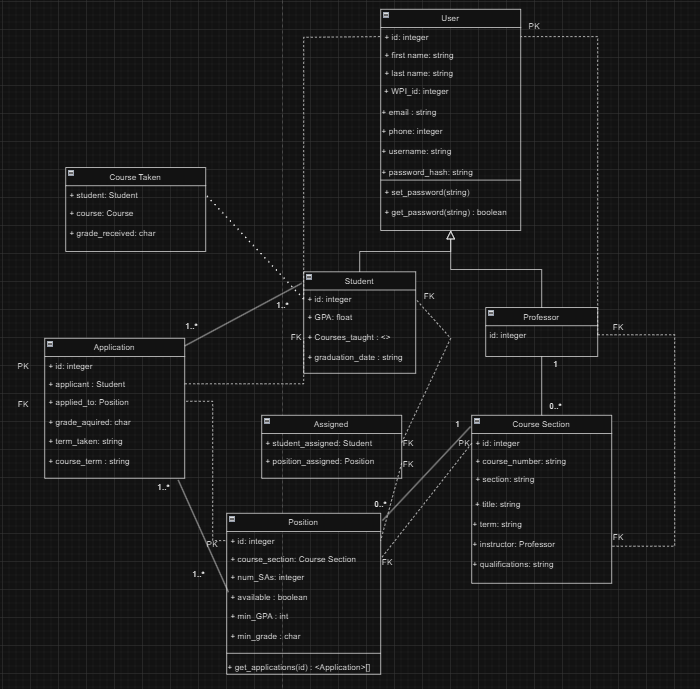 User
PK
+ id: integer
+ first name: string
+ last name: string
+ WPI_id: integer
+ email : string
+ phone: integer
+ username: string
+ password_hash: string
+ set_password(string)
+ get_password(string) : boolean
Course Taken
+ student: Student
+ course: Course
+ grade_received: char
Student
+ id: integer
FK
+ GPA: float
FK
+ Courses_taught : <>
+ graduation_date : string
1..*
1..*
Professor
id: integer
FK
1
0..*
Application
PK
+ id: integer
+ applicant : Student
FK
+ applied_to: Position
+ grade_aquired: char
+ term_taken: string
+ course_term : string
1..*
Assigned
+ student_assigned: Student
FK
+ position_assigned: Position
FK
1
Course Section
PK
+ id: integer
+ course_number: string
+ section: string
+ title: string
+ term: string
FK
+ instructor: Professor
+ qualifications: string
0..*
Position
PK
+ id: integer
+ course_section: Course Section
FK
+ num_SAs: integer
1..*
+ available : boolean
+ min_GPA : int
+ min_grade : char
+ get_applications(id) : <Application>[]